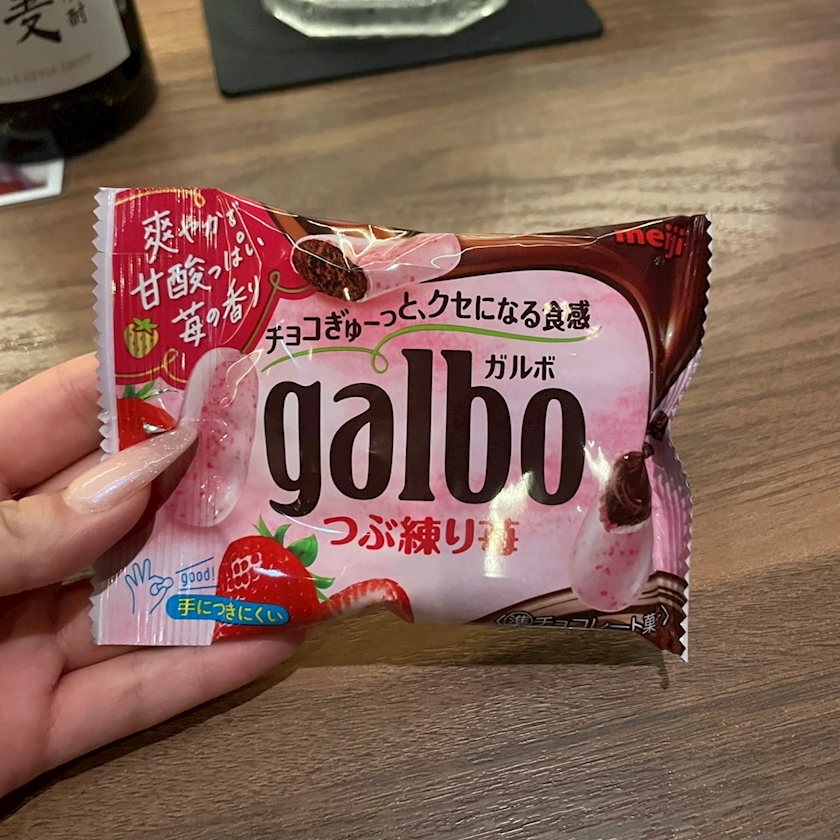 麦
爽やかで
甘酸っぱい
苺の香り
meiji
チョコぎゅーっと、クセになる食感
ガルボ
galbo
つぶ練り苺
good!
手につきにくい
準チョコレート菓